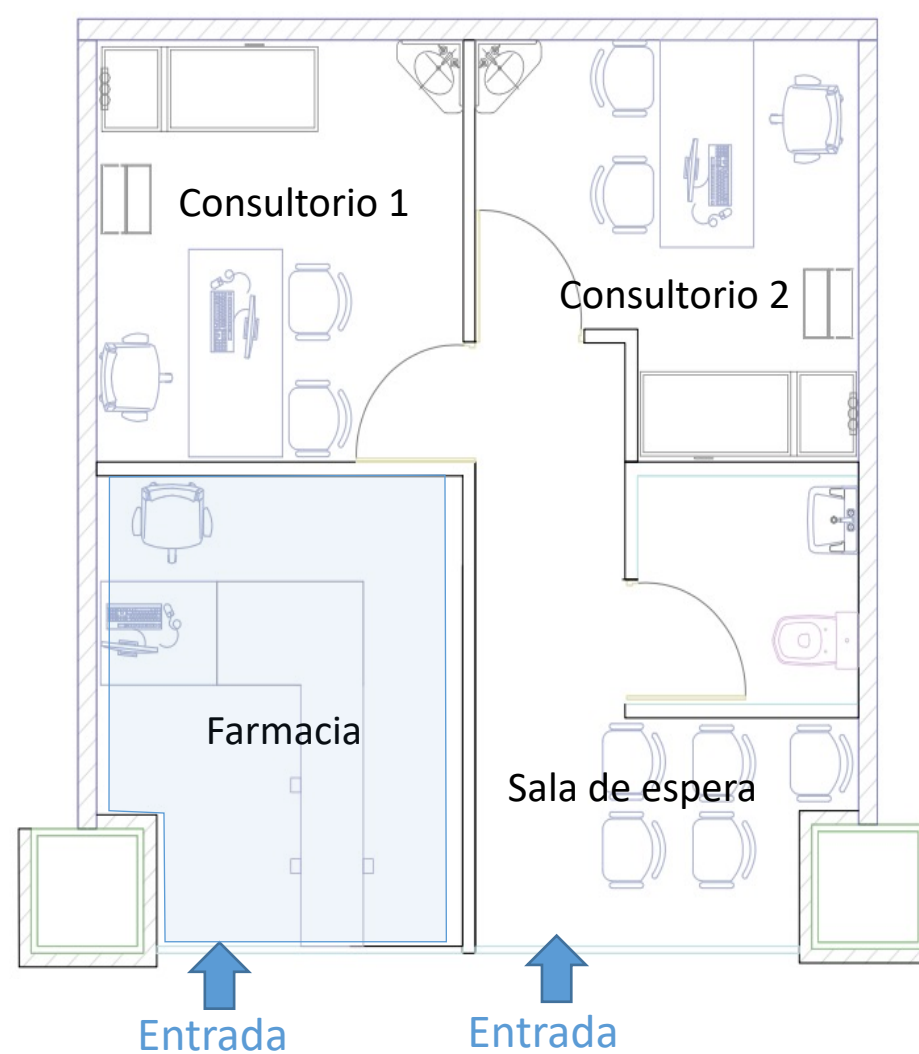 Consultorio 1
Consultorio 2
Farmacia
Sala de espera
Entrada
Entrada